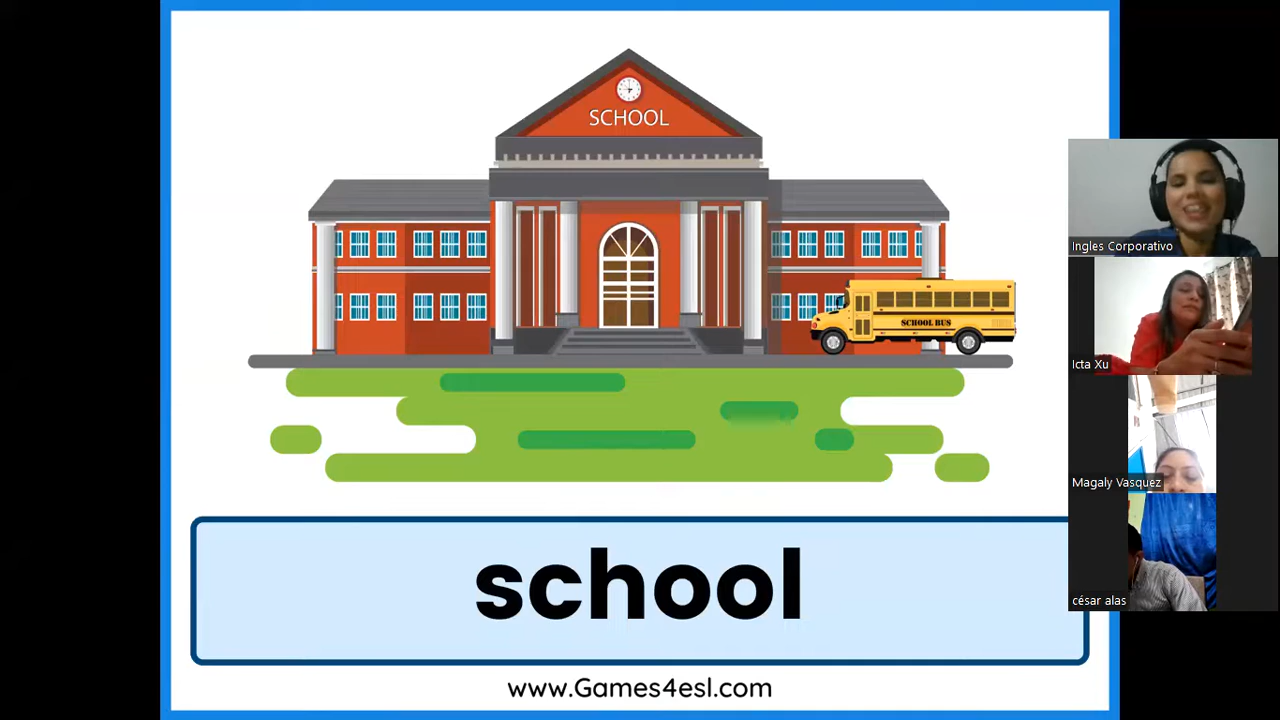 SCHOOL
SCHOOL BUS
school
www.Games4esl.com
Ingles Corporativo
Icta Xu
Magaly Vasquez
césar alas